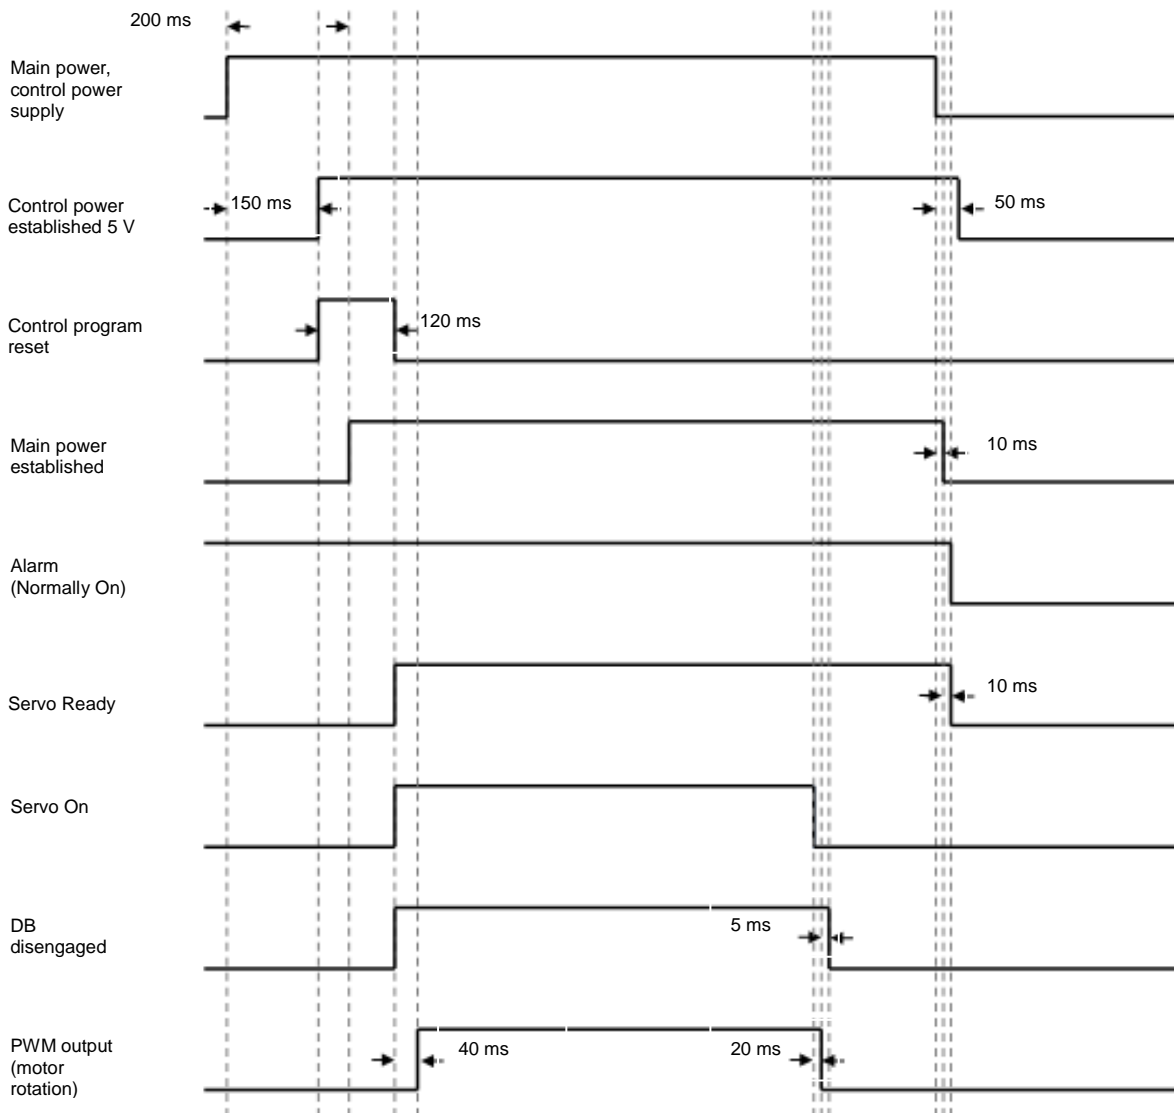 200 ms
Main power,
control power
supply
Control power
established 5 V
150 ms
50 ms
Control program
reset
120 ms
Main power
established
10 ms
Alarm
(Normally On)
Servo Ready
10 ms
Servo On
DB
disengaged
5 ms
PWM output
(motor
rotation)
40 ms
20 ms